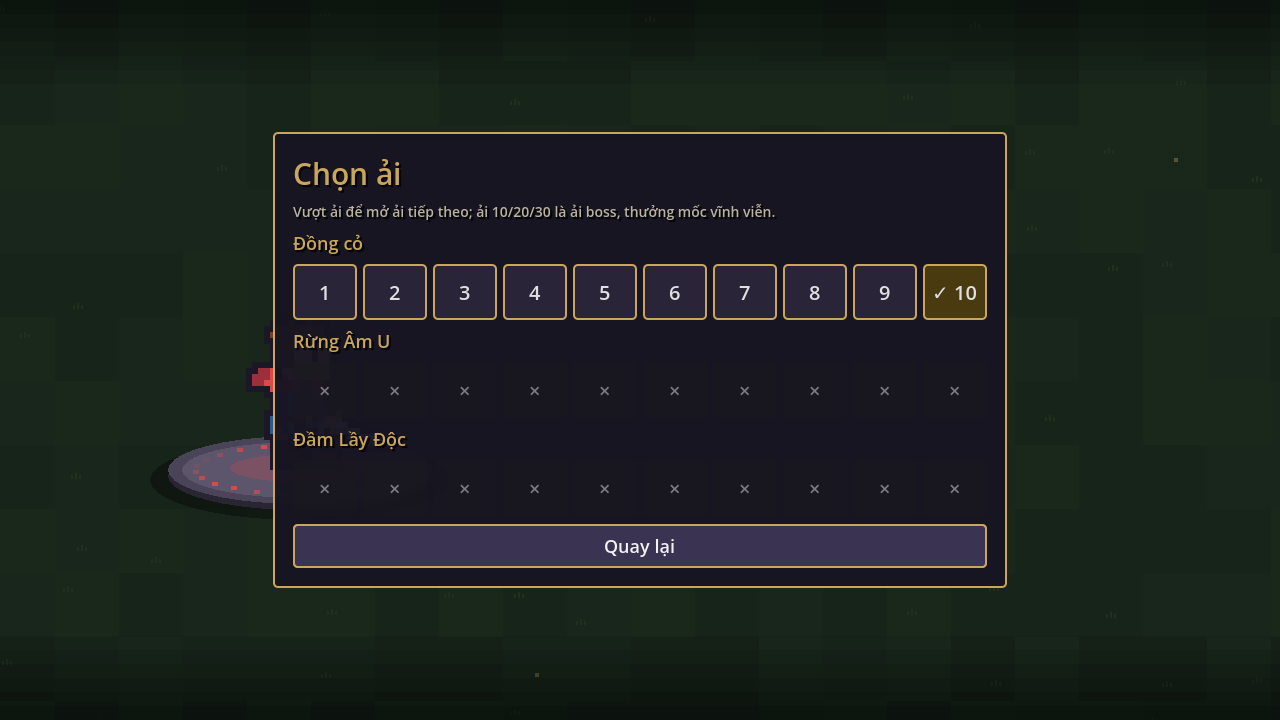 Chọn ải
Vượt ải để mở ải tiếp theo; ải 10/20/30 là ải boss, thưởng mốc vĩnh viễn.
Đồng cỏ
1 2 3 4 5 6 7 8 9 ✓ 10
Rừng Âm U
× × × × × × × × × ×
Đầm Lầy Độc
× × × × × × × × × ×
Quay lại